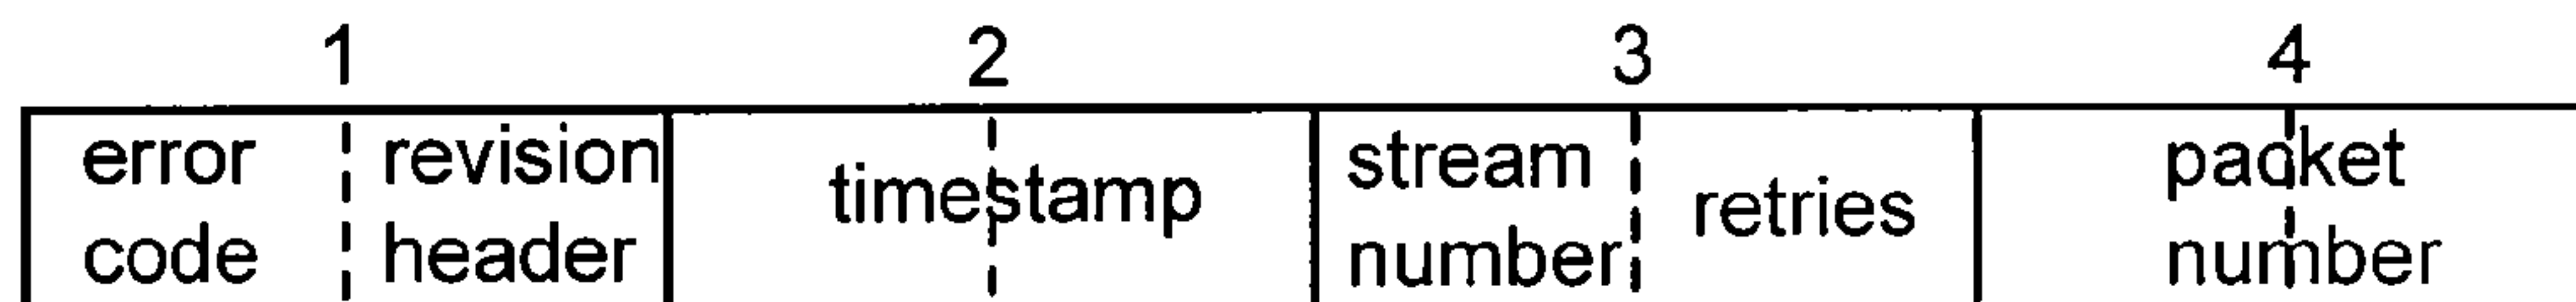 1 2 3 4
error code
revision header
timestamp
stream number
retries
packet number